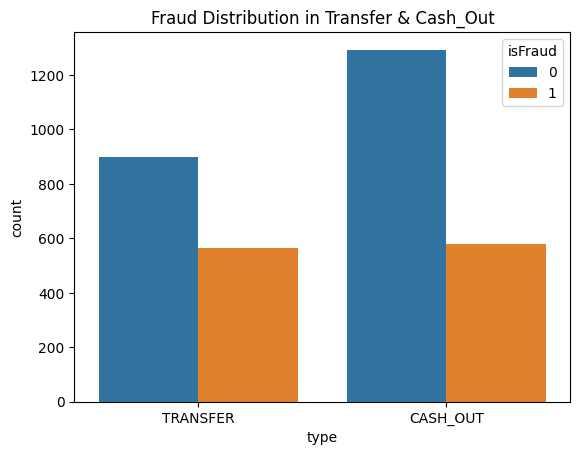 Fraud Distribution in Transfer & Cash_Out
isFraud
0
1
1200
1000
800
600
400
200
0
count
TRANSFER
CASH_OUT
type